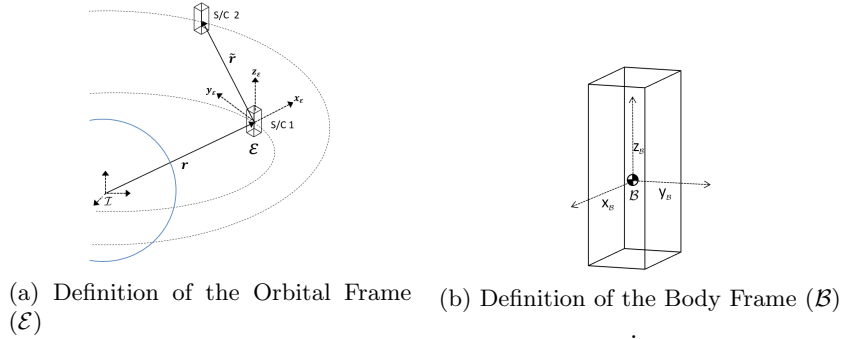 S/C 2
r̃
z_ℰ
y_ℰ
x_ℰ
S/C 1
ℰ
r
ℐ
(a) Definition of the Orbital Frame
(ℰ)
z_ℬ
ℬ
x_ℬ
y_ℬ
(b) Definition of the Body Frame (ℬ)
.